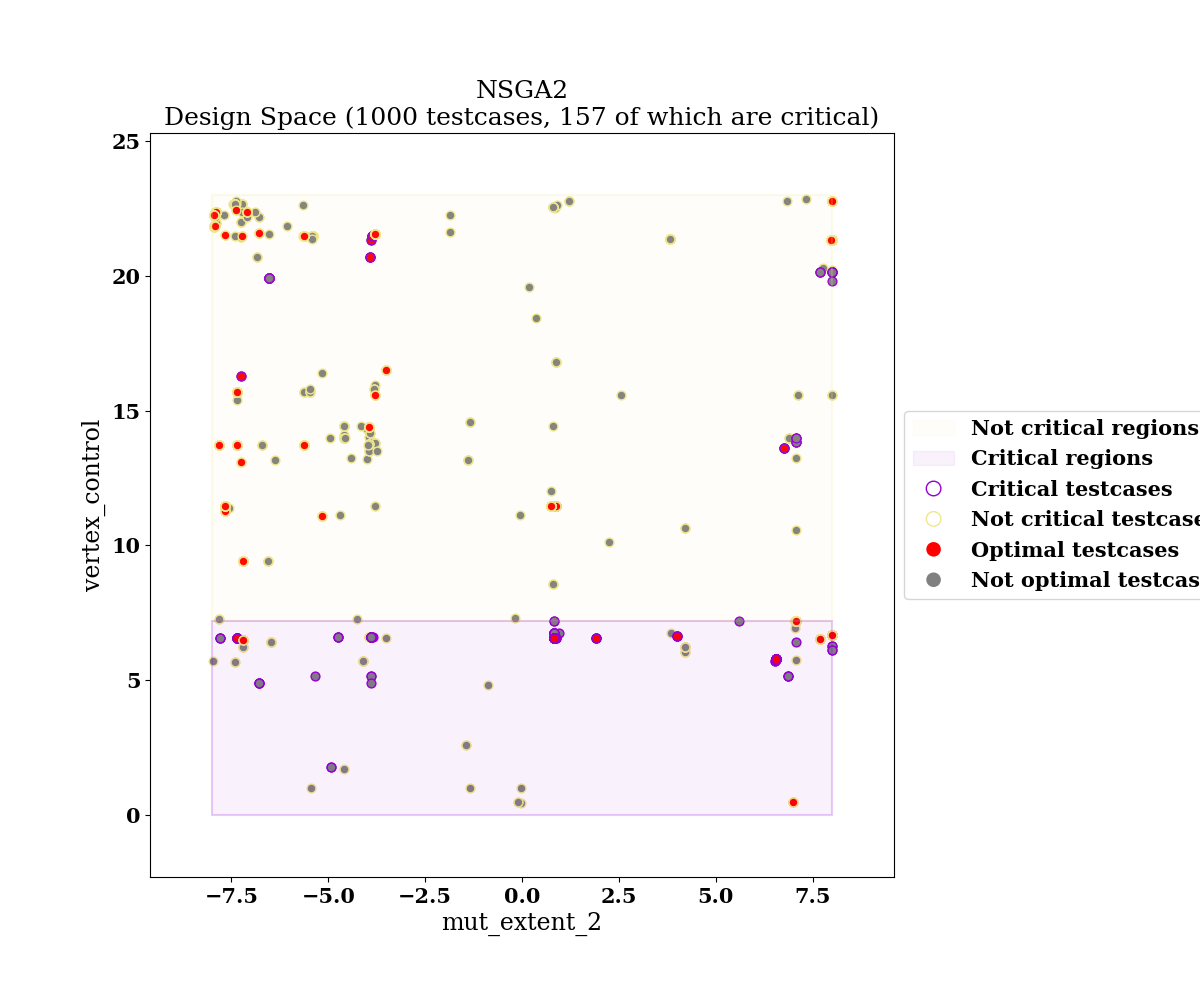 NSGA2
Design Space (1000 testcases, 157 of which are critical)
25
20
15
10
5
0
vertex_control
−7.5 −5.0 −2.5 0.0 2.5 5.0 7.5
mut_extent_2
Not critical regions
Critical regions
Critical testcases
Not critical testcase
Optimal testcases
Not optimal testcas